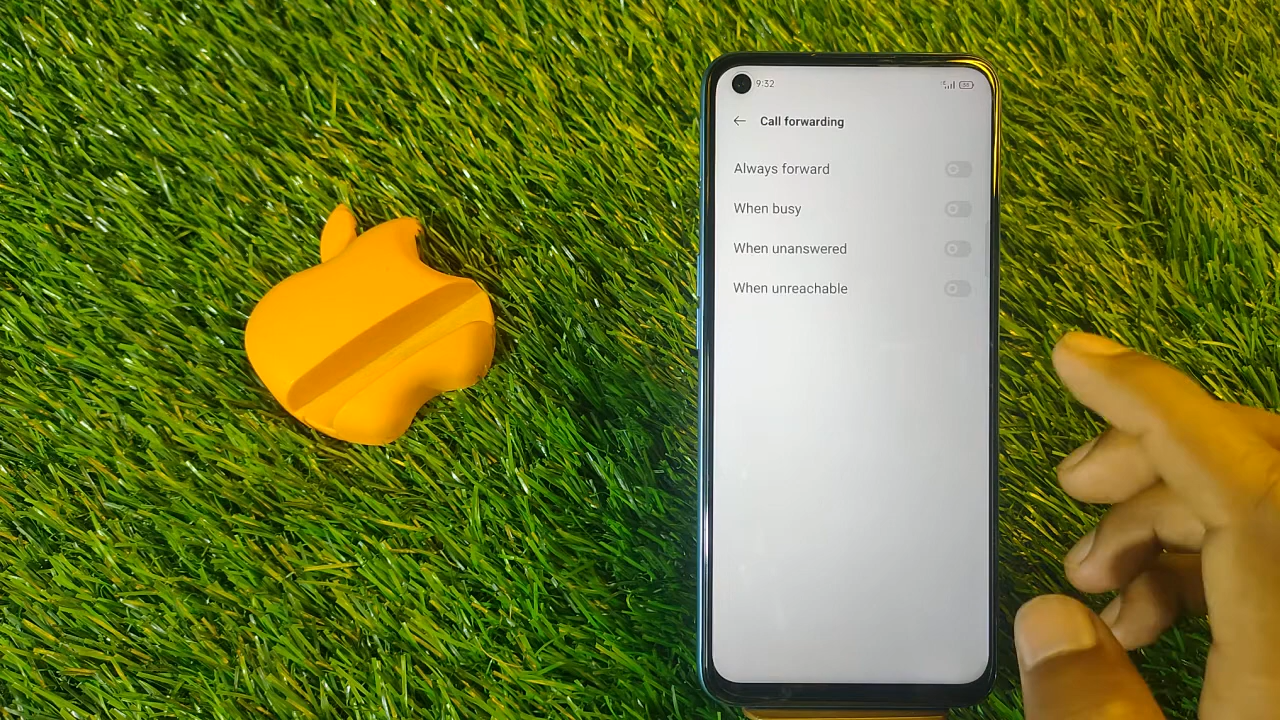 9:32
Call forwarding
Always forward
When busy
When unanswered
When unreachable